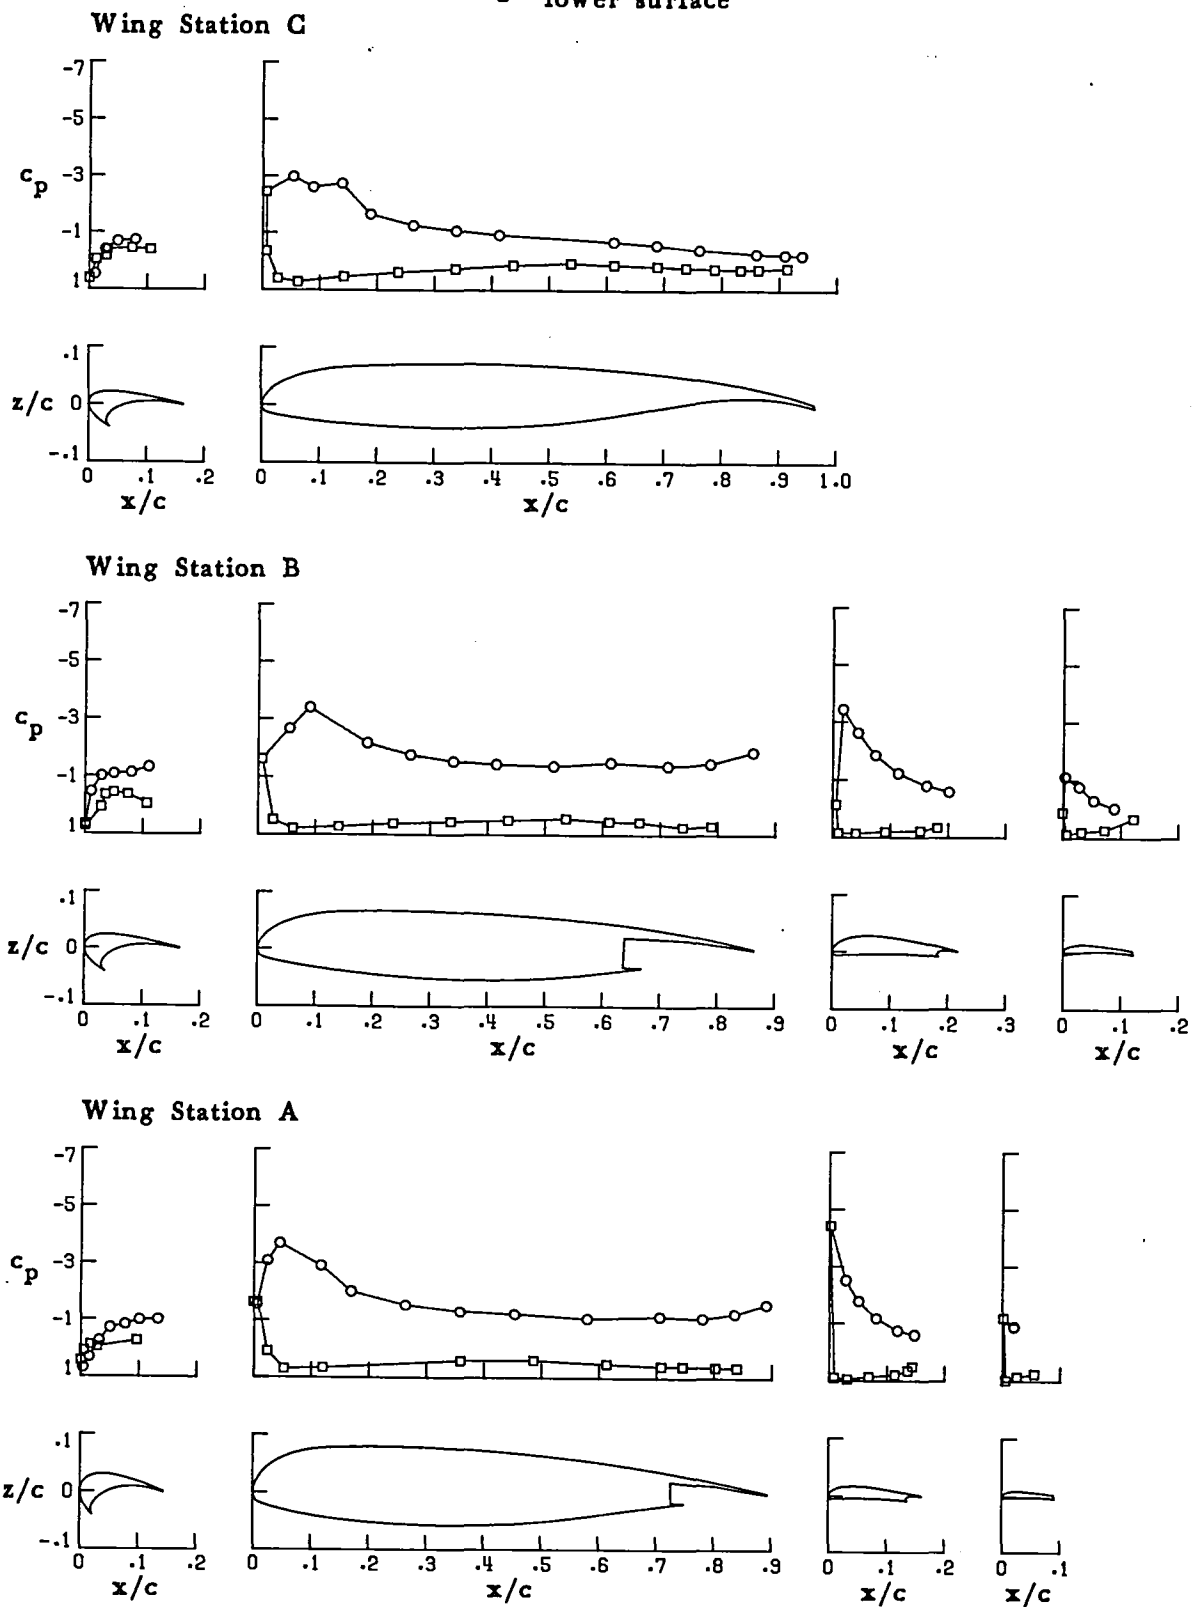 lower surface
Wing Station C
-7
-5
-3
-1
1
c_p
.1
0
-.1
z/c
0 .1 .2
x/c
0 .1 .2 .3 .4 .5 .6 .7 .8 .9 1.0
x/c
Wing Station B
-7
-5
-3
-1
1
c_p
.1
0
-.1
z/c
0 .1 .2
x/c
0 .1 .2 .3 .4 .5 .6 .7 .8 .9
x/c
0 .1 .2 .3
x/c
0 .1 .2
x/c
Wing Station A
-7
-5
-3
-1
1
c_p
.1
0
-.1
z/c
0 .1 .2
x/c
0 .1 .2 .3 .4 .5 .6 .7 .8 .9
x/c
0 .1 .2
x/c
0 .1
x/c